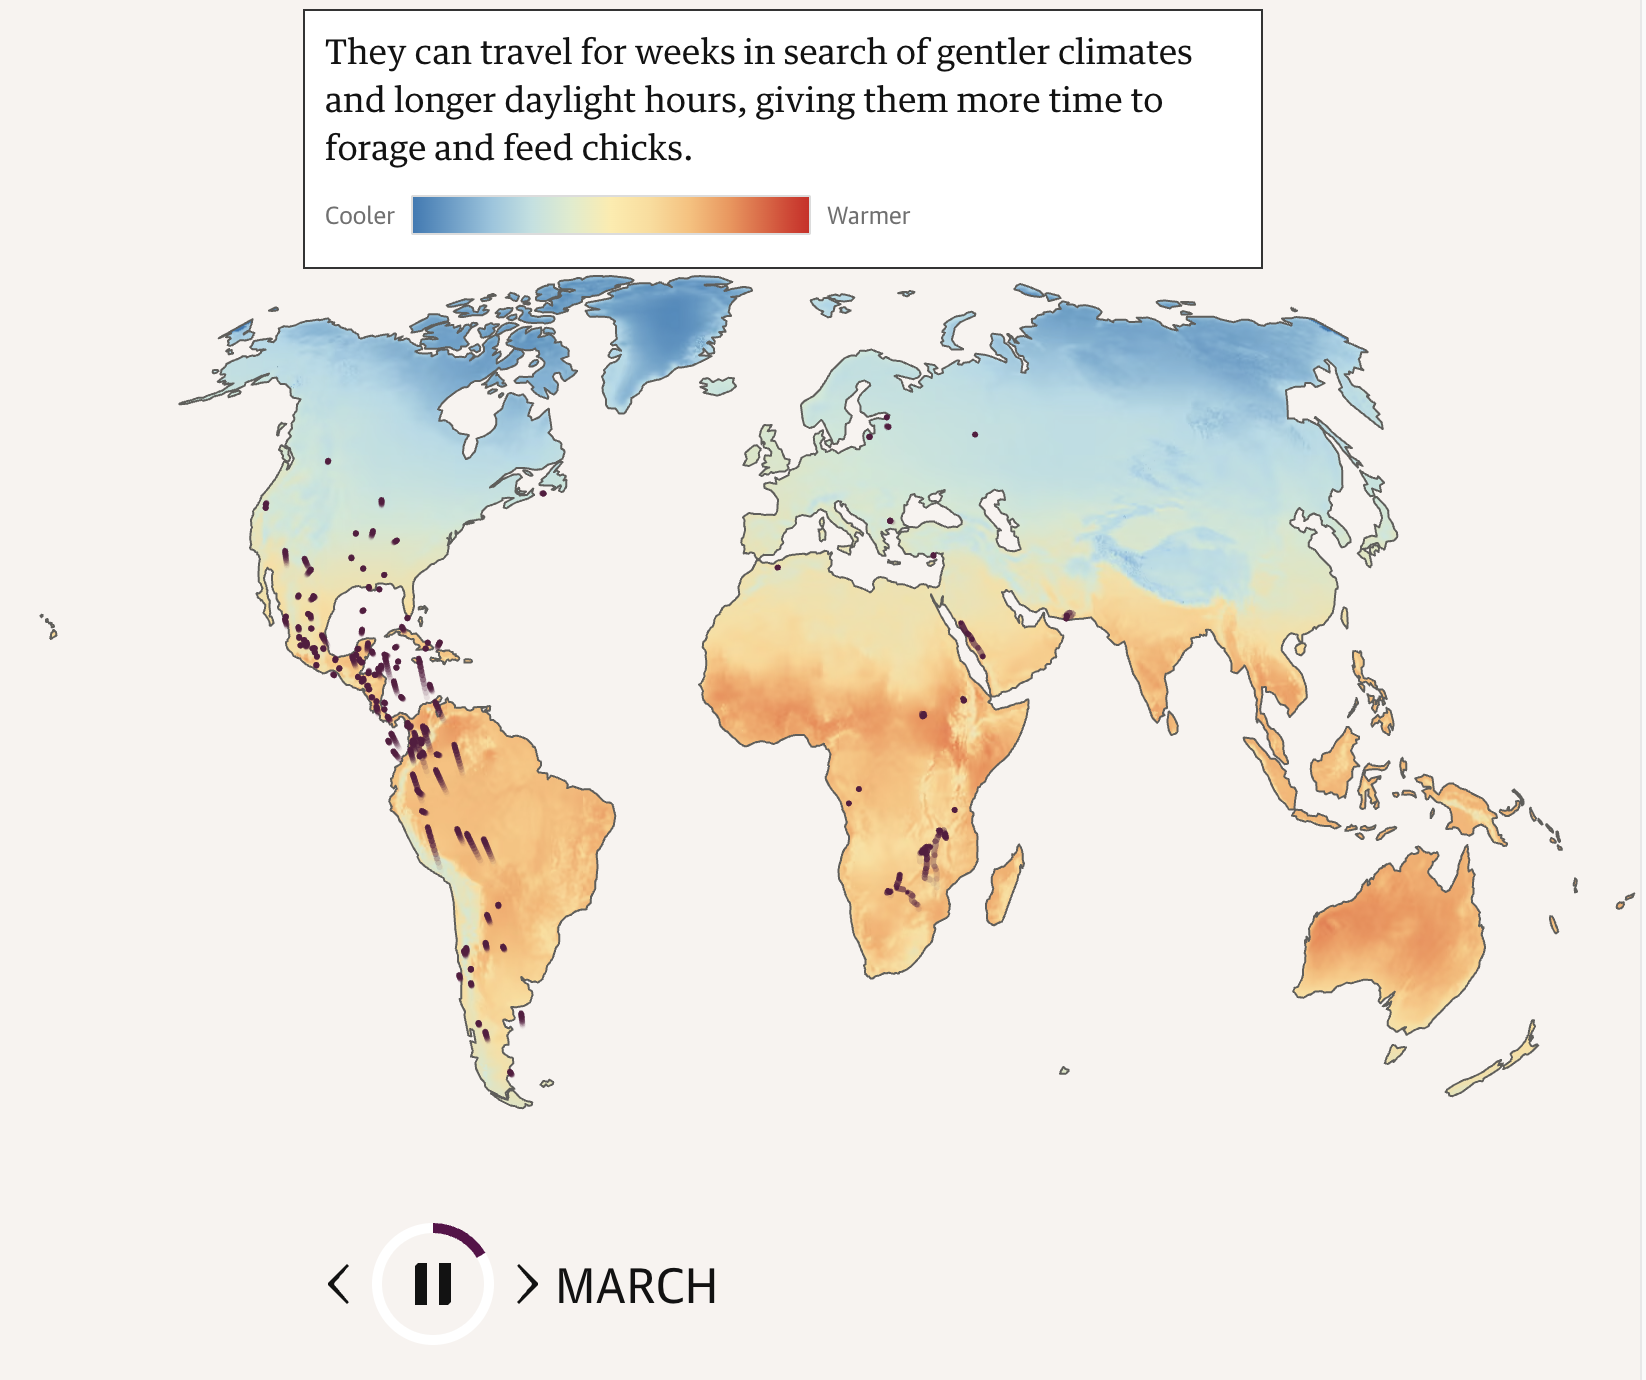 They can travel for weeks in search of gentler climates
and longer daylight hours, giving them more time to
forage and feed chicks.
Cooler Warmer
MARCH